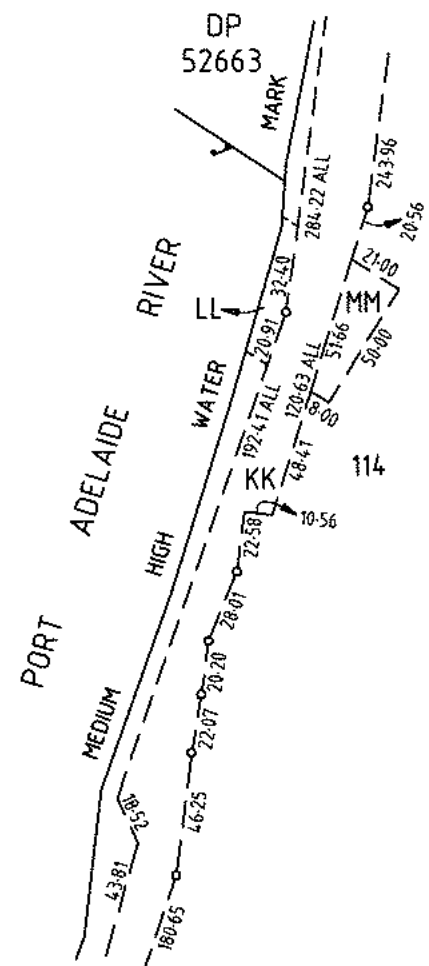 DP
52663
MARK
284·22 ALL
243·96
20·56
RIVER
32·40
21·00
LL
MM
20·91
51·66
50·00
120·63 ALL
18·00
WATER
192·41 ALL
48·41
114
KK
10·56
ADELAIDE
22·58
HIGH
28·01
PORT
20·20
22·07
MEDIUM
18·52
46·25
43·81
180·65